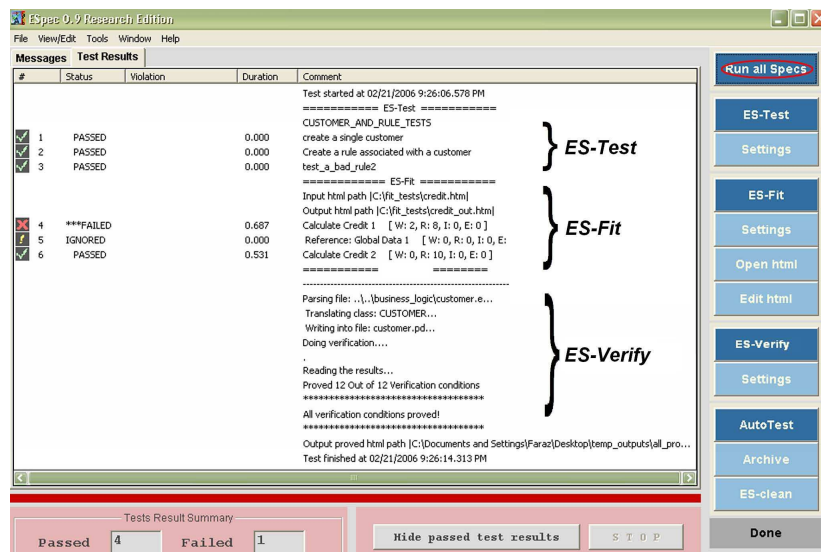 ESpec 0.9 Research Edition
File View/Edit Tools Window Help
Messages Test Results
# Status Violation Duration Comment
Test started at 02/21/2006 9:26:06.578 PM
=========== ES-Test ===========
CUSTOMER_AND_RULE_TESTS
1 PASSED 0.000 create a single customer
2 PASSED 0.000 Create a rule associated with a customer
3 PASSED 0.000 test_a_bad_rule2
============ ES-Fit ===========
Input html path |C:\fit_tests\credit.htm|
Output html path |C:\fit_tests\credit_out.htm|
4 ***FAILED 0.687 Calculate Credit 1 [ W: 2, R: 8, I: 0, E: 0 ]
5 IGNORED 0.000 Reference: Global Data 1 [ W: 0, R: 0, I: 0, E:
6 PASSED 0.531 Calculate Credit 2 [ W: 0, R: 10, I: 0, E: 0 ]
=========== ========
------------------------------------------------------------
Parsing file: ..\..\business_logic\customer.e...
Translating class: CUSTOMER...
Writing into file: customer.pd...
Doing verification....
.
Reading the results...
Proved 12 Out of 12 Verification conditions
************************************
All verification conditions proved!
************************************
Output proved html path |C:\Documents and Settings\Faraz\Desktop\temp_outputs\all_pro...
Test finished at 02/21/2006 9:26:14.313 PM
ES-Test
ES-Fit
ES-Verify
Run all Specs
ES-Test
Settings
ES-Fit
Settings
Open html
Edit html
ES-Verify
Settings
AutoTest
Archive
ES-clean
Done
Tests Result Summary
Passed 4 Failed 1
Hide passed test results
STOP